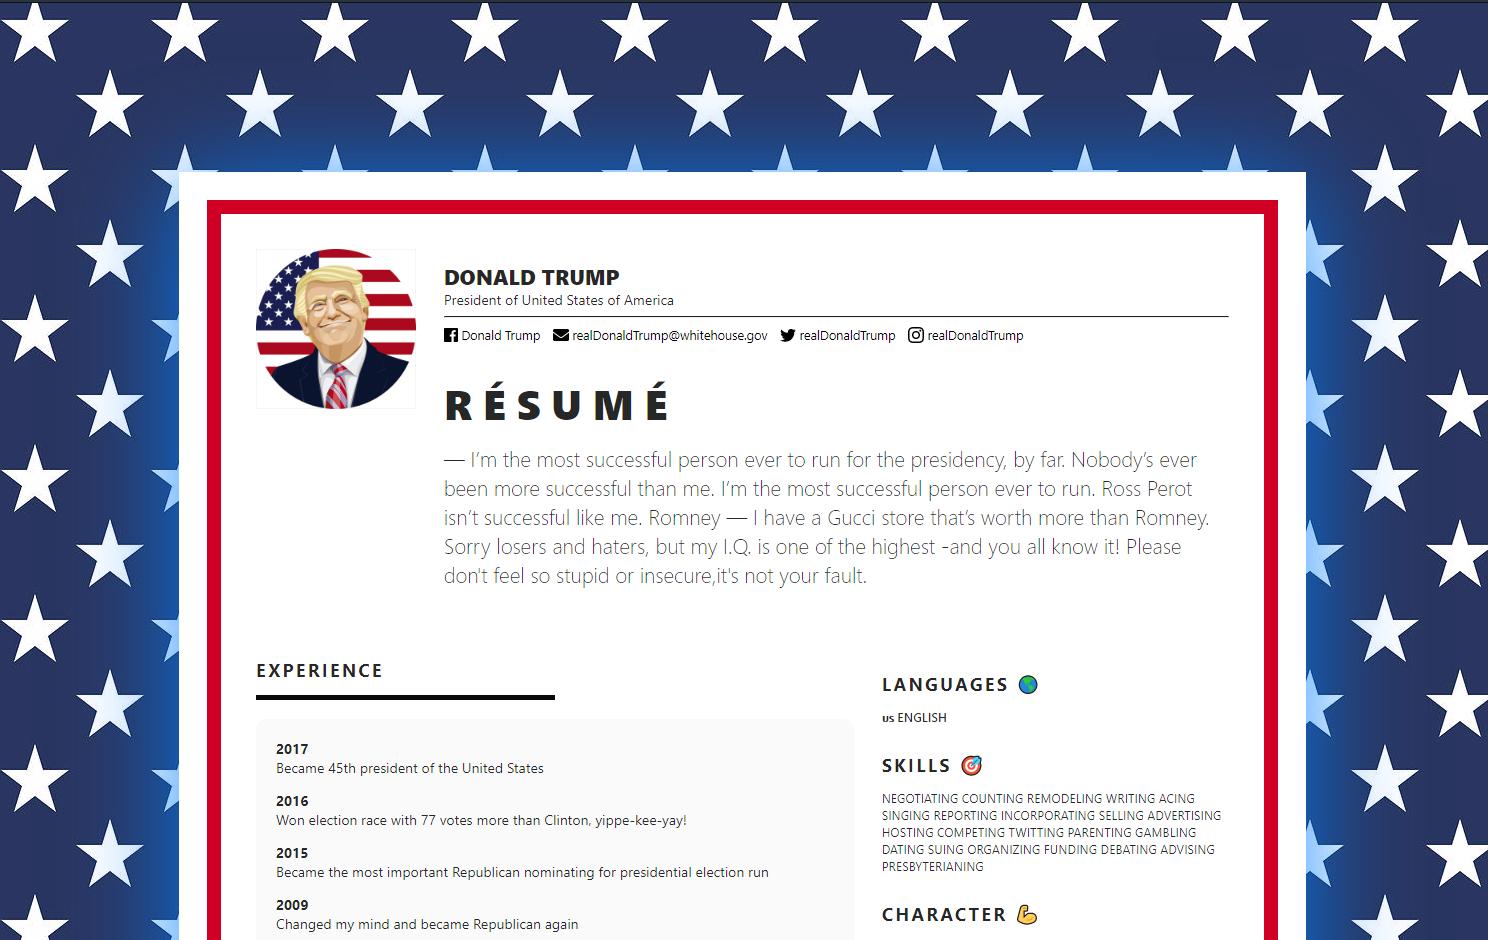 DONALD TRUMP
President of United States of America
Donald Trump realDonaldTrump@whitehouse.gov realDonaldTrump realDonaldTrump
RÉSUMÉ
— I’m the most successful person ever to run for the presidency, by far. Nobody’s ever
been more successful than me. I’m the most successful person ever to run. Ross Perot
isn’t successful like me. Romney — I have a Gucci store that’s worth more than Romney.
Sorry losers and haters, but my I.Q. is one of the highest -and you all know it! Please
don't feel so stupid or insecure,it's not your fault.
EXPERIENCE
2017
Became 45th president of the United States
2016
Won election race with 77 votes more than Clinton, yippe-kee-yay!
2015
Became the most important Republican nominating for presidential election run
2009
Changed my mind and became Republican again
LANGUAGES 🌎
us ENGLISH
SKILLS 🎯
NEGOTIATING COUNTING REMODELING WRITING ACING
SINGING REPORTING INCORPORATING SELLING ADVERTISING
HOSTING COMPETING TWITTING PARENTING GAMBLING
DATING SUING ORGANIZING FUNDING DEBATING ADVISING
PRESBYTERIANING
CHARACTER 💪